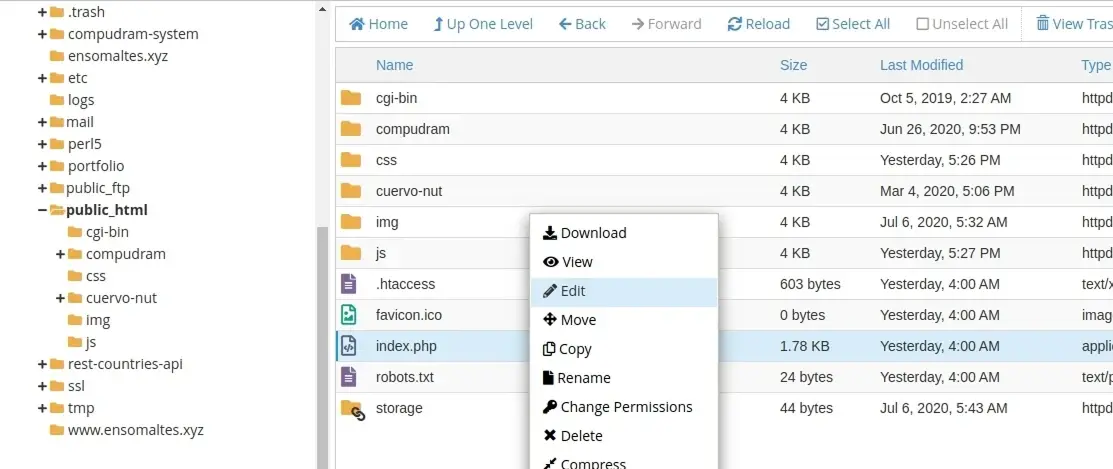 .trash
compudram-system
ensomaltes.xyz
etc
logs
mail
perl5
portfolio
public_ftp
public_html
cgi-bin
compudram
css
cuervo-nut
img
js
rest-countries-api
ssl
tmp
www.ensomaltes.xyz
Home Up One Level Back Forward Reload Select All Unselect All View Tras
Name Size Last Modified Type
cgi-bin 4 KB Oct 5, 2019, 2:27 AM httpd
compudram 4 KB Jun 26, 2020, 9:53 PM httpd
css 4 KB Yesterday, 5:26 PM httpd
cuervo-nut 4 KB Mar 4, 2020, 5:06 PM httpd
img 4 KB Jul 6, 2020, 5:32 AM httpd
js 4 KB Yesterday, 5:27 PM httpd
.htaccess 603 bytes Yesterday, 4:00 AM text/x
favicon.ico 0 bytes Yesterday, 4:00 AM imag
index.php 1.78 KB Yesterday, 4:00 AM appli
robots.txt 24 bytes Yesterday, 4:00 AM text/p
storage 44 bytes Jul 6, 2020, 5:43 AM httpd
Download
View
Edit
Move
Copy
Rename
Change Permissions
Delete
Compress